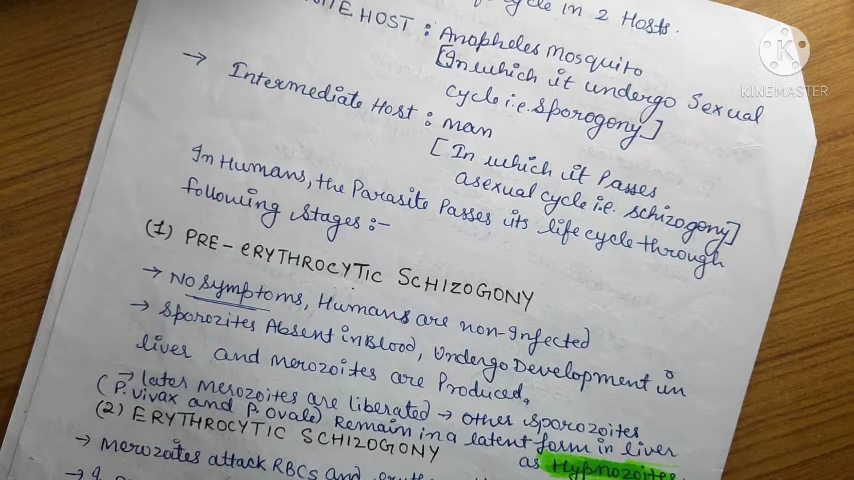 cycle in 2 Hosts.
HOST : Anopheles Mosquito
[In which it undergo Sexual
cycle i.e. Sporogony]
KINEMASTER
→ Intermediate Host : man
[In which it Passes
asexual cycle i.e. schizogony]
In Humans, the Parasite Passes its life cycle through
following stages :-
(1) PRE-eRYTHROCYTIC SCHIZOGONY
→ No symptoms, Humans are non-Infected
→ Sporozites Absent in Blood, Undergo Development in
liver and merozoites are Produced,
→ later merozoites are liberated → other sporozoites
(P. vivax and P. Ovale) Remain in a latent form in liver
as Hypnozoites.
(2) ERYTHROCYTIC SCHIZOGONY
→ Merozoites attack RBCs and